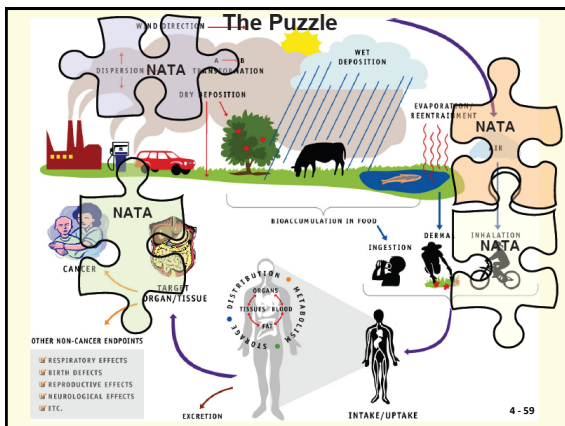 The Puzzle
WIND DIRECTION
WET
DEPOSITION
A B
DISPERSION NATA TRANSFORMATION
DRY DEPOSITION
EVAPORATION/
REENTRAINMENT
NATA
AIR
NATA
BIOACCUMULATION IN FOOD
DERMAL
INHALATION
NATA
INGESTION
CANCER
TARGET
ORGAN/TISSUE
DISTRIBUTION
METABOLISM
STORAGE
ORGANS
TISSUES BLOOD
FAT
OTHER NON-CANCER ENDPOINTS
RESPIRATORY EFFECTS
BIRTH DEFECTS
REPRODUCTIVE EFFECTS
NEUROLOGICAL EFFECTS
ETC.
EXCRETION
INTAKE/UPTAKE
4 - 59